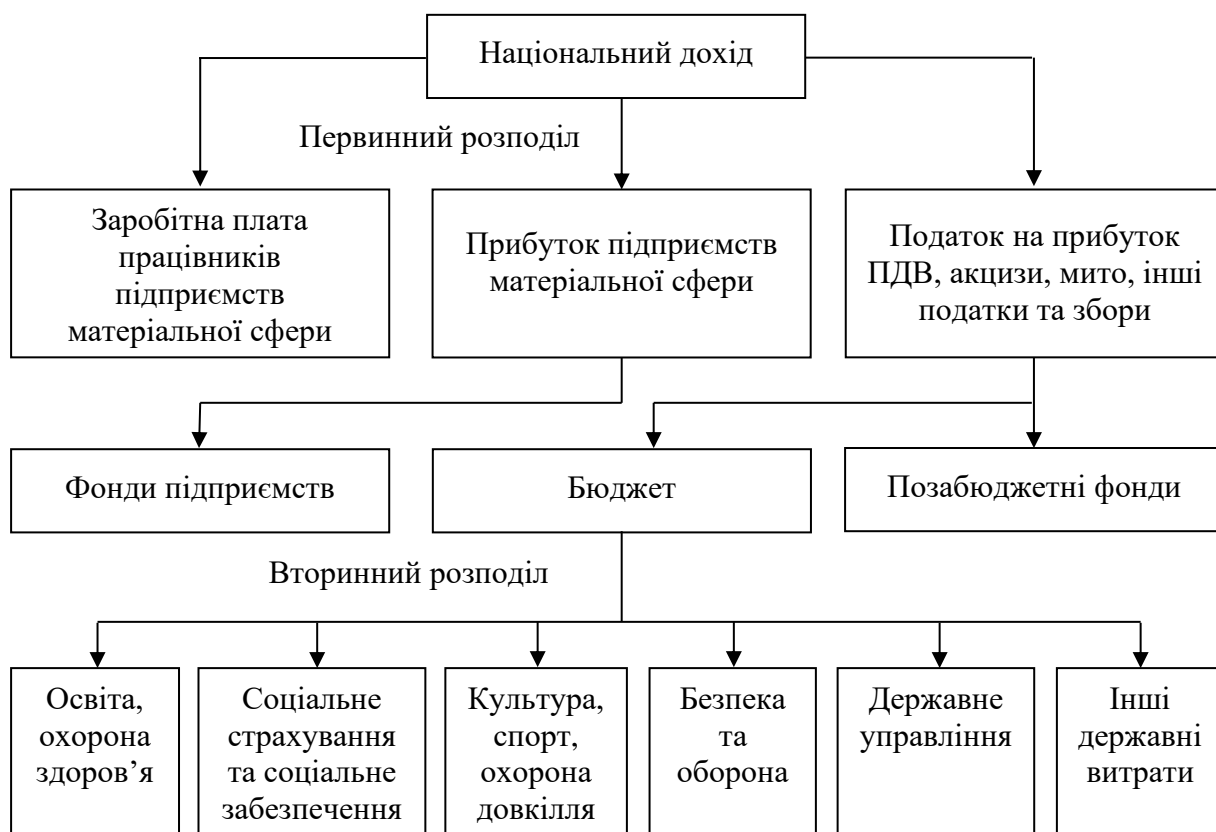 Національний дохід
Первинний розподіл
Заробітна плата
працівників
підприємств
матеріальної сфери
Прибуток підприємств
матеріальної сфери
Податок на прибуток
ПДВ, акцизи, мито, інші
податки та збори
Фонди підприємств
Бюджет
Позабюджетні фонди
Вторинний розподіл
Освіта,
охорона
здоров’я
Соціальне
страхування
та соціальне
забезпечення
Культура,
спорт,
охорона
довкілля
Безпека
та
оборона
Державне
управління
Інші
державні
витрати